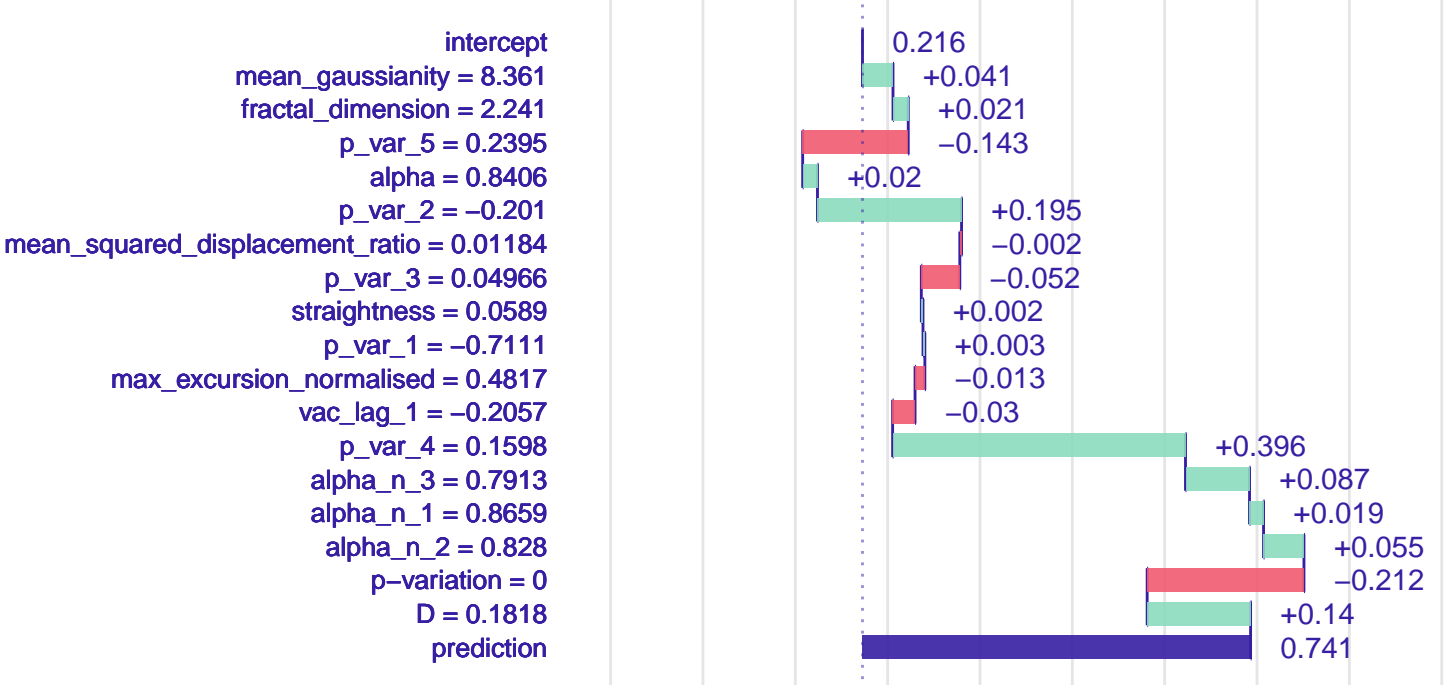 intercept 0.216
mean_gaussianity = 8.361 +0.041
fractal_dimension = 2.241 +0.021
p_var_5 = 0.2395 −0.143
alpha = 0.8406 +0.02
p_var_2 = −0.201 +0.195
mean_squared_displacement_ratio = 0.01184 −0.002
p_var_3 = 0.04966 −0.052
straightness = 0.0589 +0.002
p_var_1 = −0.7111 +0.003
max_excursion_normalised = 0.4817 −0.013
vac_lag_1 = −0.2057 −0.03
p_var_4 = 0.1598 +0.396
alpha_n_3 = 0.7913 +0.087
alpha_n_1 = 0.8659 +0.019
alpha_n_2 = 0.828 +0.055
p−variation = 0 −0.212
D = 0.1818 +0.14
prediction 0.741